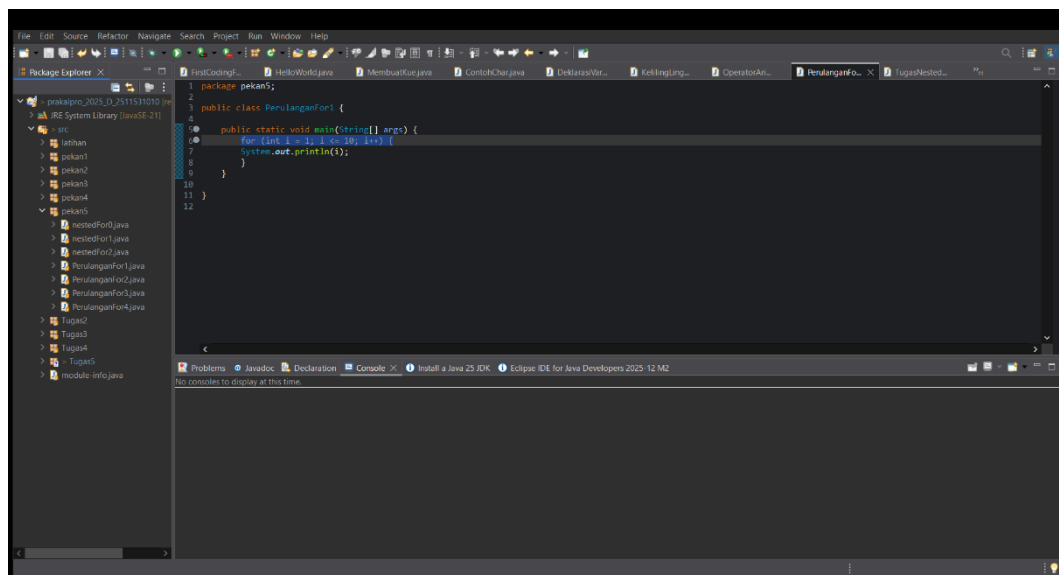 File Edit Source Refactor Navigate Search Project Run Window Help
Package Explorer
FirstCodingF... HelloWorld.java MembuatKue.java ContohChar.java DeklarasiVar... KelilingLing... OperatorAri... PerulanganFo... TugasNested...
prakalpro_2025_D_2511531010 [re
JRE System Library [JavaSE-21]
> src
latihan
pekan1
pekan2
pekan3
pekan4
pekan5
nestedFor0.java
nestedFor1.java
nestedFor2.java
PerulanganFor1.java
PerulanganFor2.java
PerulanganFor3.java
PerulanganFor4.java
Tugas2
Tugas3
Tugas4
> Tugas5
module-info.java
1 package pekan5;
2
3 public class PerulanganFor1 {
4
5 public static void main(String[] args) {
6 for (int i = 1; i <= 10; i++) {
7 System.out.println(i);
8 }
9 }
10
11 }
12
Problems Javadoc Declaration Console Install a Java 25 JDK Eclipse IDE for Java Developers 2025-12 M2
No consoles to display at this time.